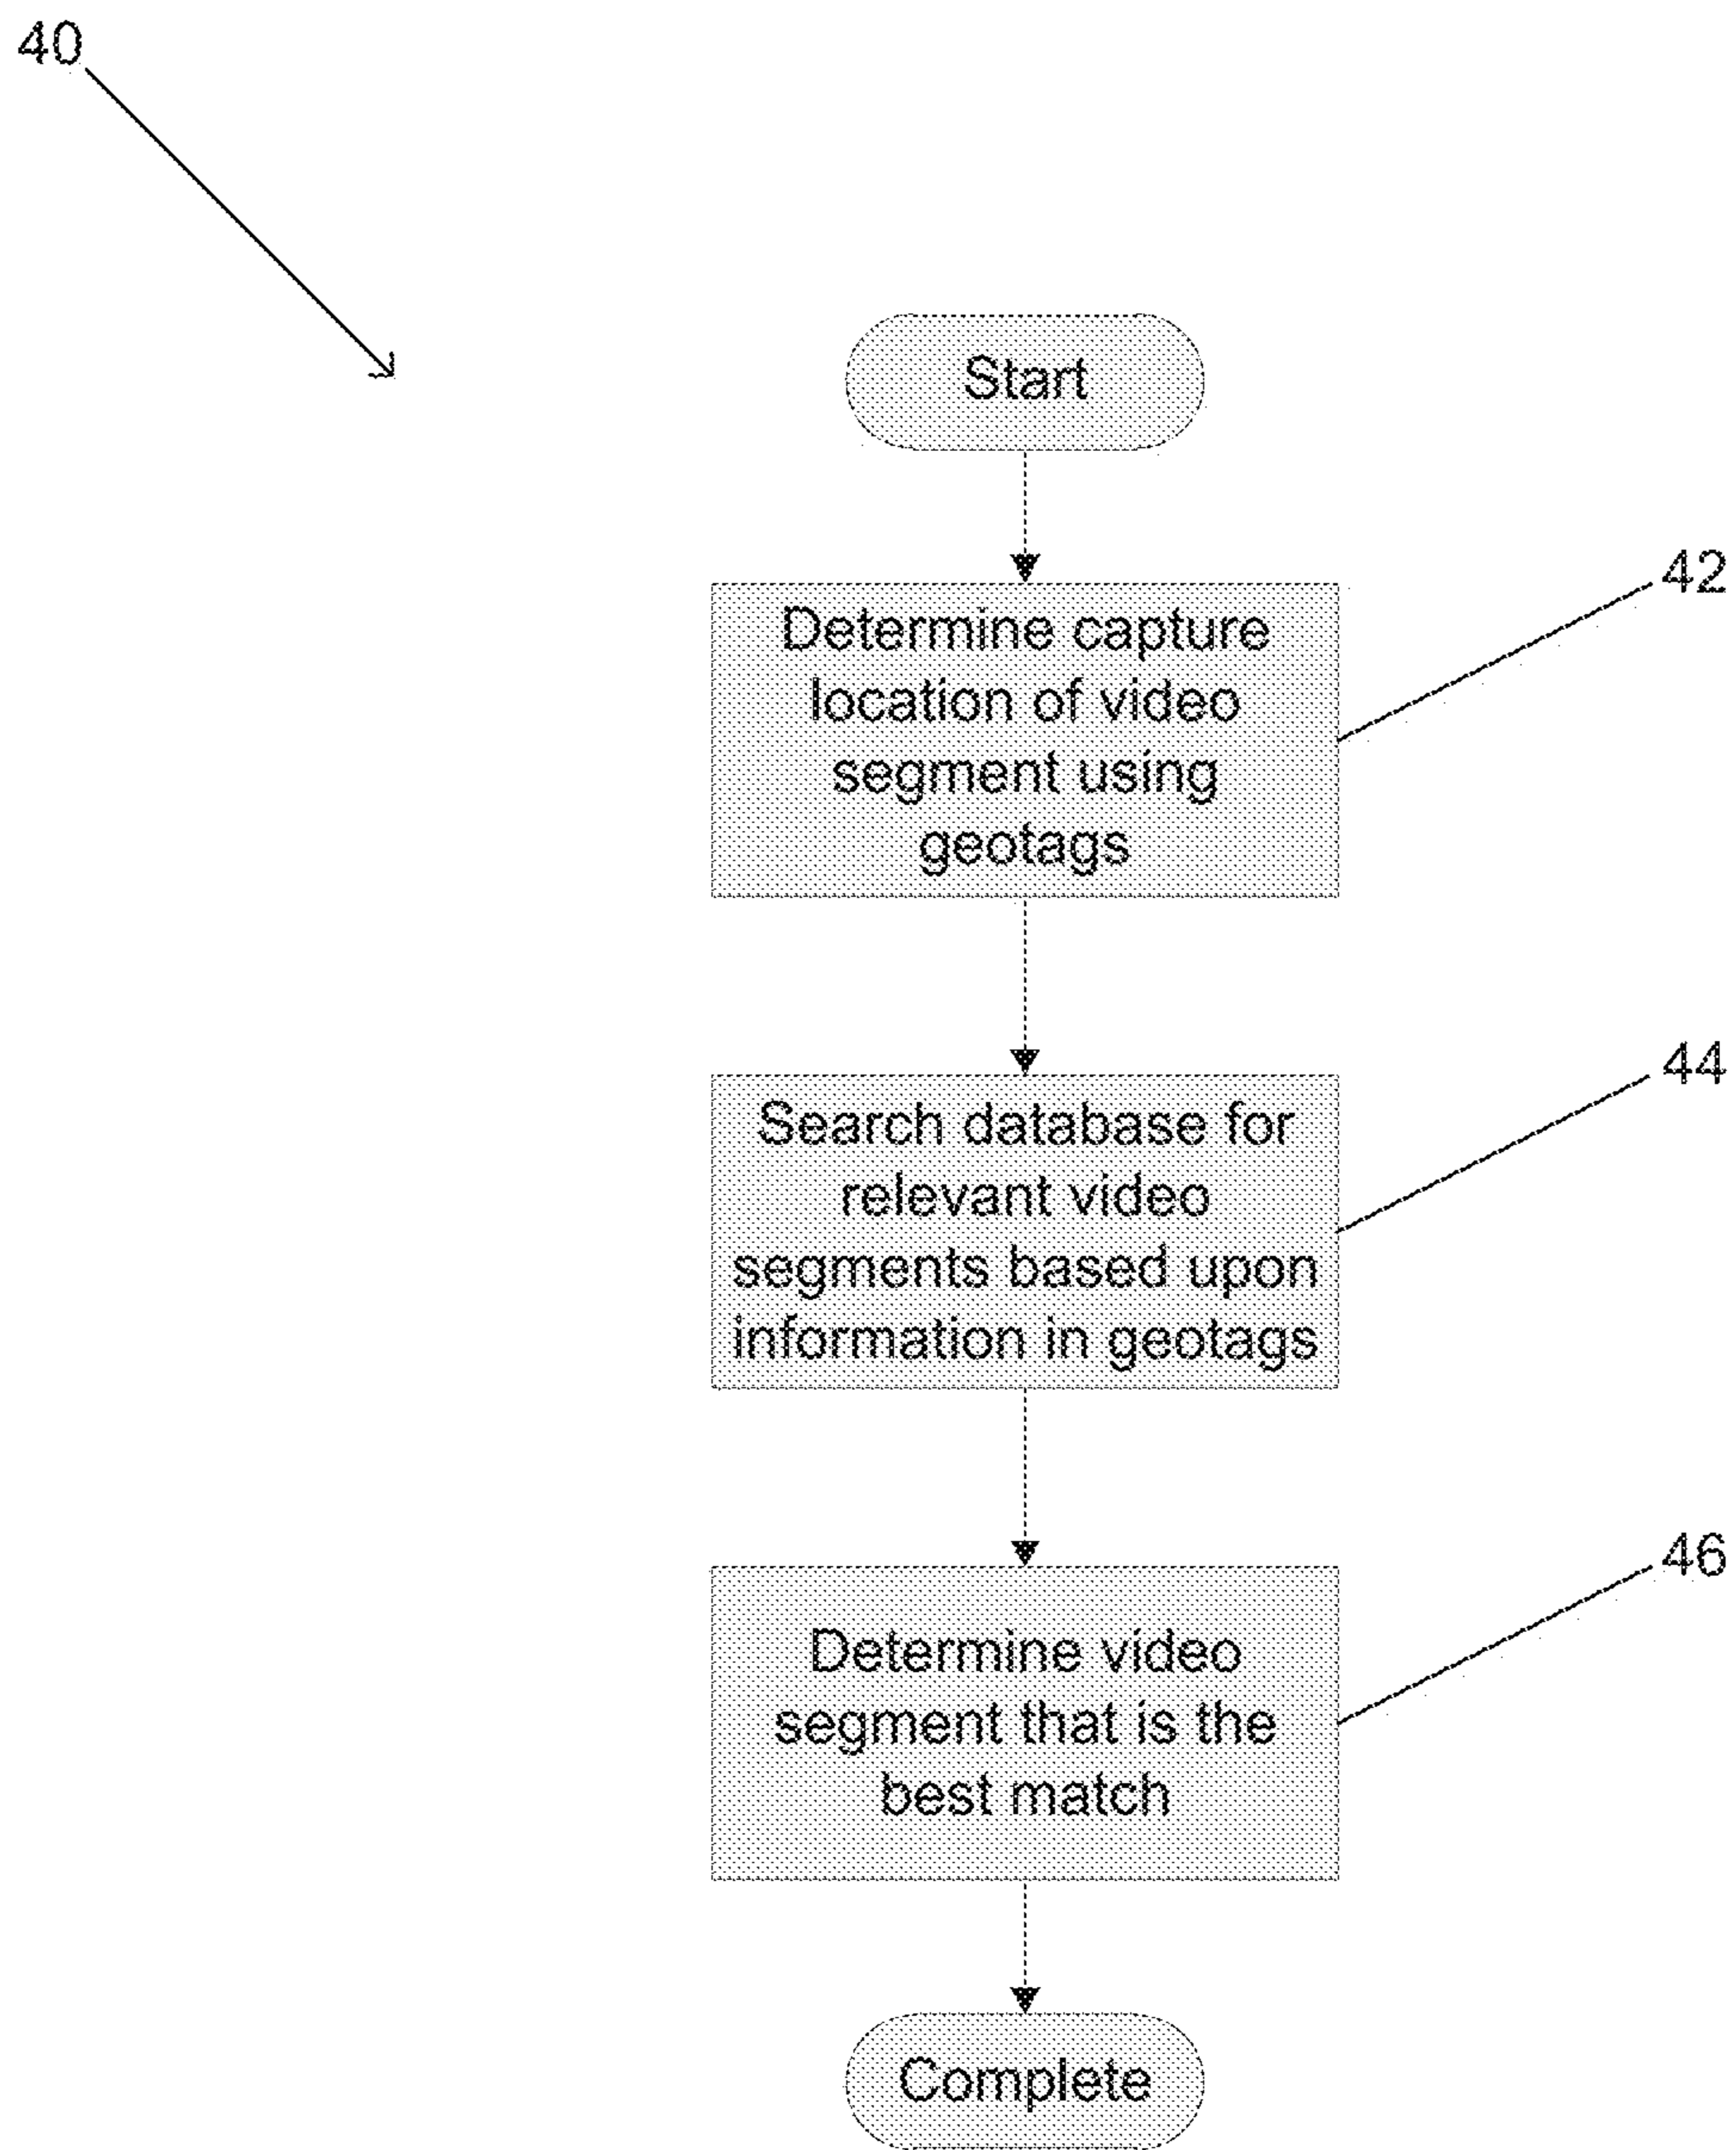 40
Start
42
Determine capture
location of video
segment using
geotags
44
Search database for
relevant video
segments based upon
information in geotags
46
Determine video
segment that is the
best match
Complete